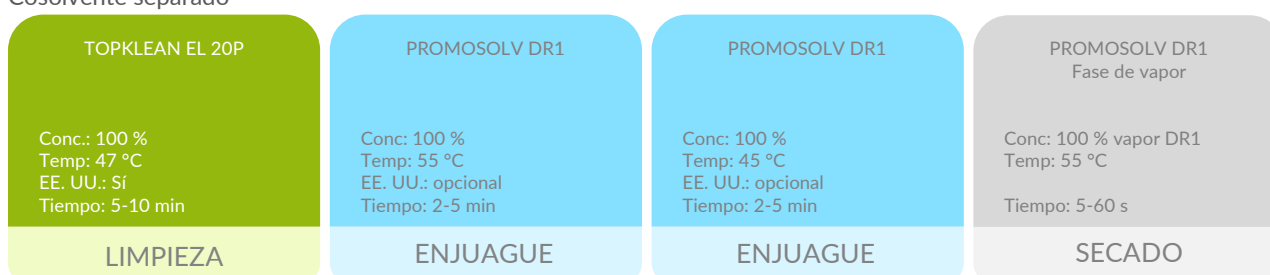 Cosolvente separado
TOPKLEAN EL 20P
Conc.: 100 %
Temp: 47 °C
EE. UU.: Sí
Tiempo: 5-10 min
LIMPIEZA
PROMOSOLV DR1
Conc: 100 %
Temp: 55 °C
EE. UU.: opcional
Tiempo: 2-5 min
ENJUAGUE
PROMOSOLV DR1
Conc: 100 %
Temp: 45 °C
EE. UU.: opcional
Tiempo: 2-5 min
ENJUAGUE
PROMOSOLV DR1
Fase de vapor
Conc: 100 % vapor DR1
Temp: 55 °C
Tiempo: 5-60 s
SECADO